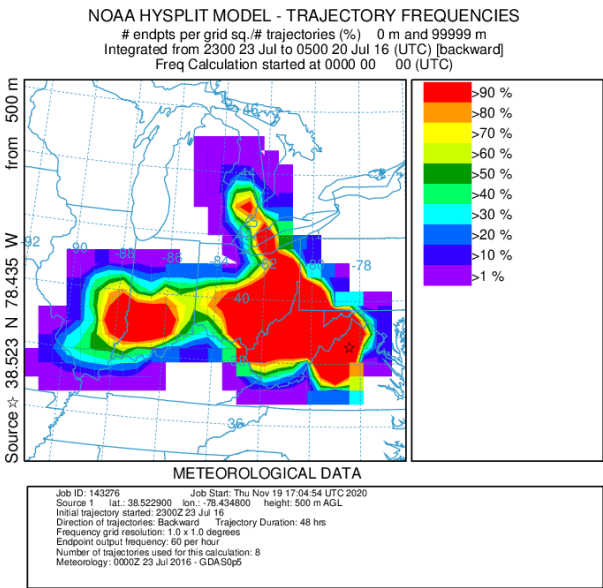 NOAA HYSPLIT MODEL - TRAJECTORY FREQUENCIES
# endpts per grid sq./# trajectories (%)    0 m and 99999 m
Integrated from 2300 23 Jul to 0500 20 Jul 16 (UTC) [backward]
Freq Calculation started at 0000 00    00 (UTC)
Source ☆ 38.523 N  78.435 W    from    500 m
-92
-90
-88
-86
-84
-82
-80
-78
46
40
38
36
>90 %
>80 %
>70 %
>60 %
>50 %
>40 %
>30 %
>20 %
>10 %
>1 %
METEOROLOGICAL DATA
Job ID: 143276    Job Start: Thu Nov 19 17:04:54 UTC 2020
Source 1    lat.: 38.522900    lon.: -78.434800    height: 500 m AGL
Initial trajectory started: 2300Z 23 Jul 16
Direction of trajectories: Backward    Trajectory Duration: 48 hrs
Frequency grid resolution: 1.0 x 1.0 degrees
Endpoint output frequency: 60 per hour
Number of trajectories used for this calculation: 8
Meteorology: 0000Z 23 Jul 2016 - GDAS0p5